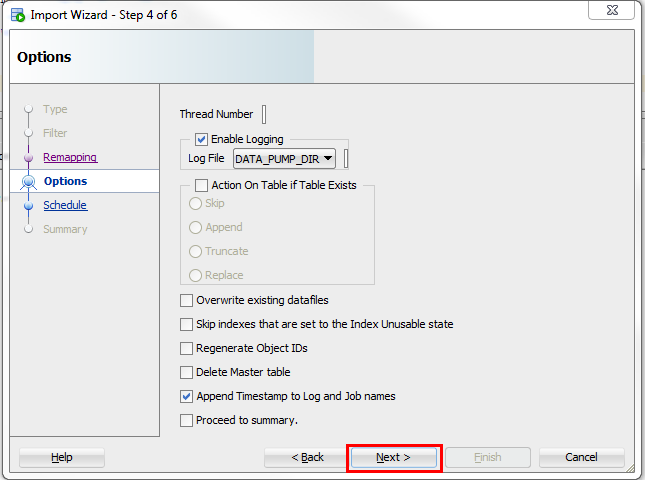 Import Wizard - Step 4 of 6
Options
Type
Filter
Remapping
Options
Schedule
Summary
Thread Number
Enable Logging
Log File DATA_PUMP_DIR
Action On Table if Table Exists
Skip
Append
Truncate
Replace
Overwrite existing datafiles
Skip indexes that are set to the Index Unusable state
Regenerate Object IDs
Delete Master table
Append Timestamp to Log and Job names
Proceed to summary.
Help < Back Next > Finish Cancel